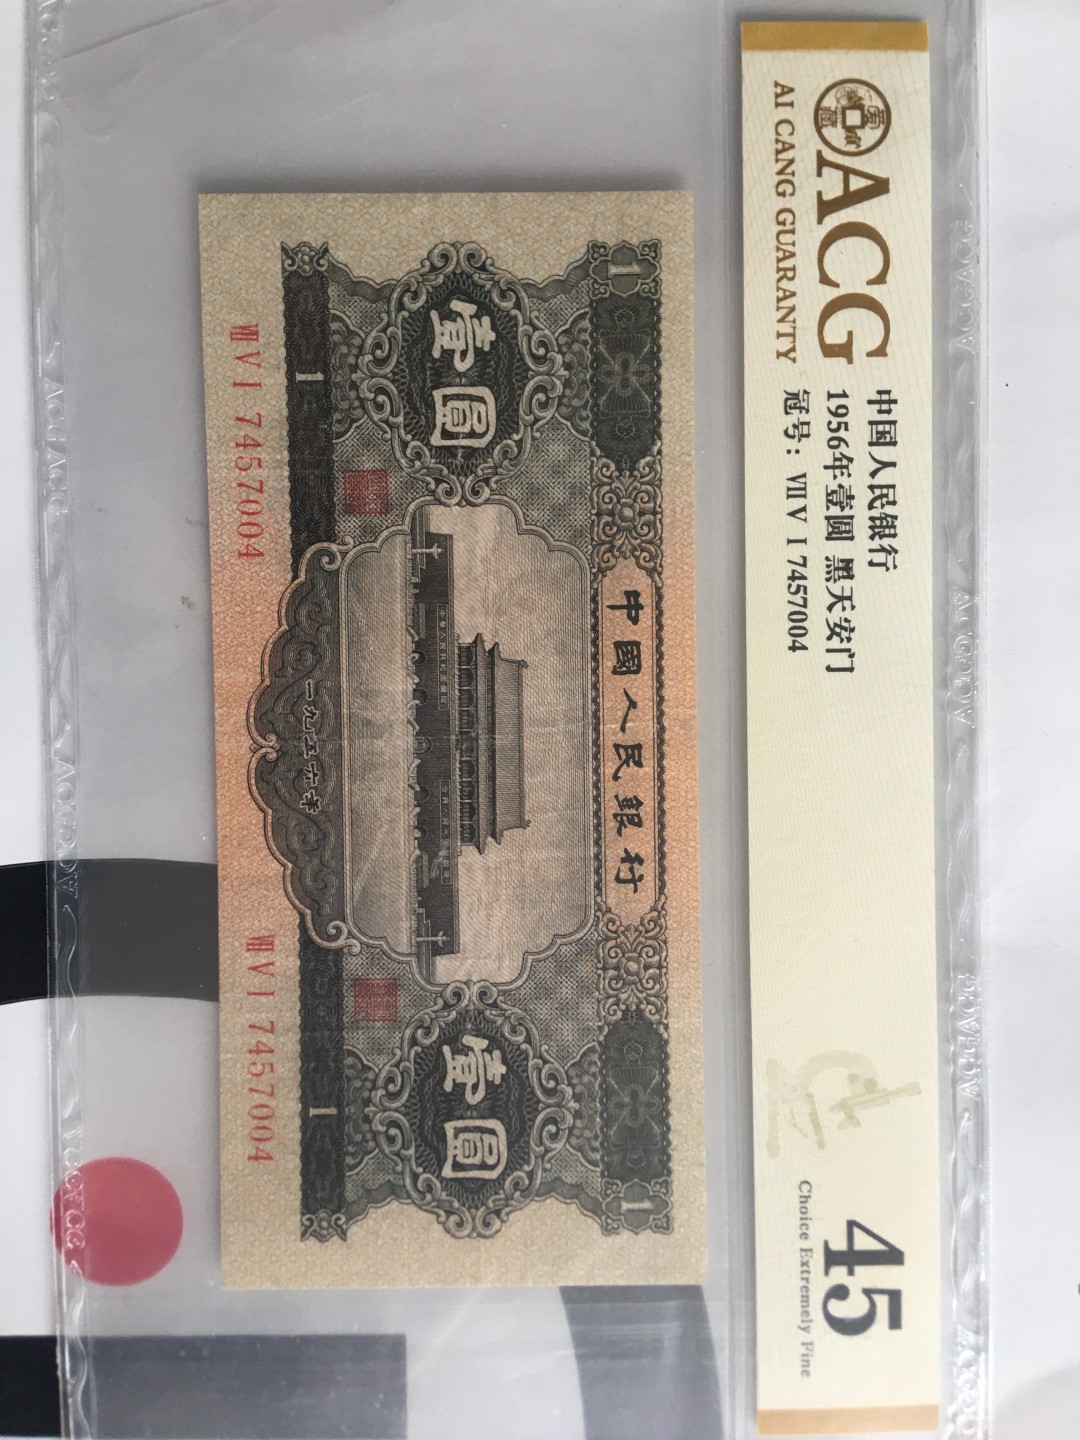 ACG
AI CANG GUARANTY
中国人民银行
1956年壹圆 黑天安门
冠号：VII V I 7457004
45
Choice Extremely Fine
中國人民銀行
1
1
壹圓
壹圓
一九五六年
1
1
VII V I 7457004
VII V I 7457004